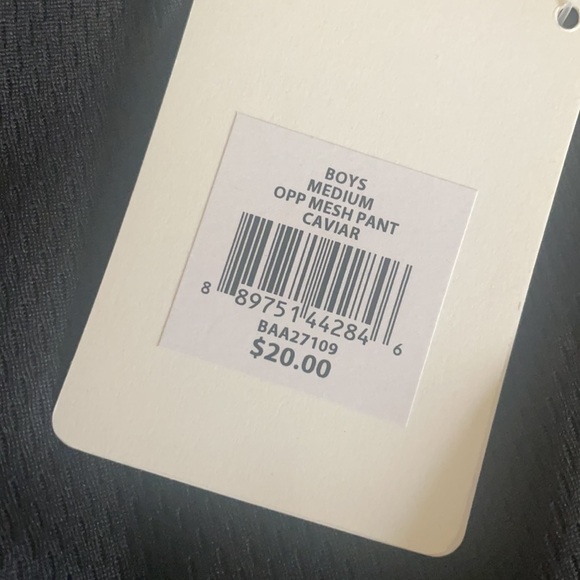 BOYS
MEDIUM
OPP MESH PANT
CAVIAR
8 89751 44284 6
BAA27109
$20.00